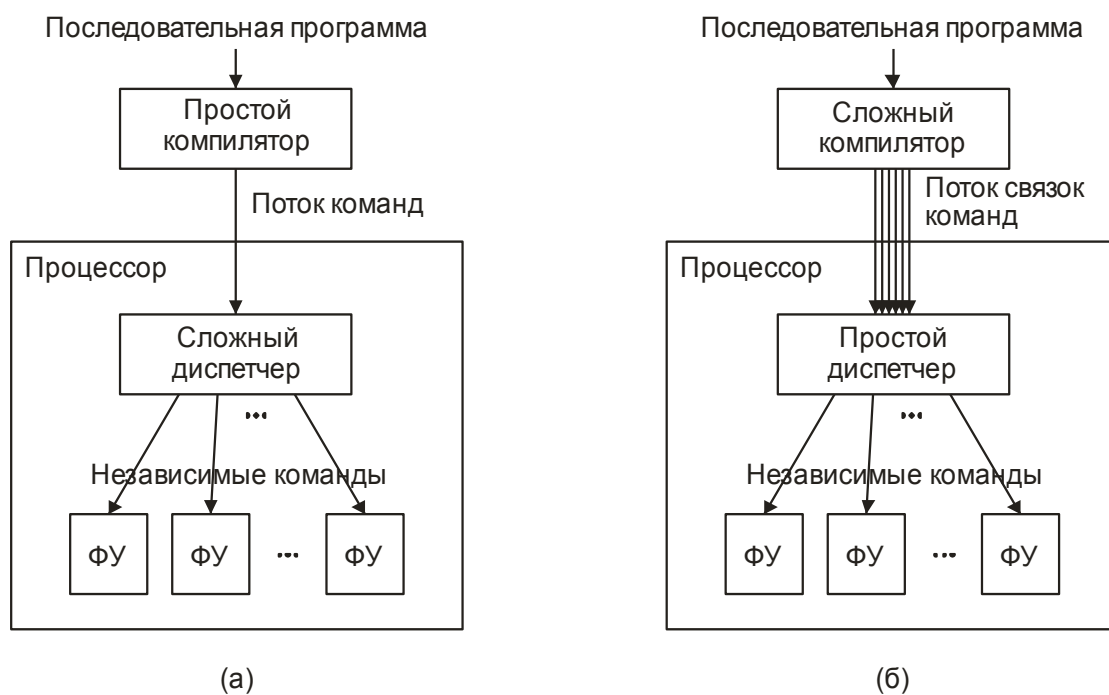 Последовательная программа
Простой
компилятор
Поток команд
Процессор
Сложный
диспетчер
Независимые команды
ФУ
ФУ
ФУ
(а)
Последовательная программа
Сложный
компилятор
Поток связок
команд
Процессор
Простой
диспетчер
Независимые команды
ФУ
ФУ
ФУ
(б)